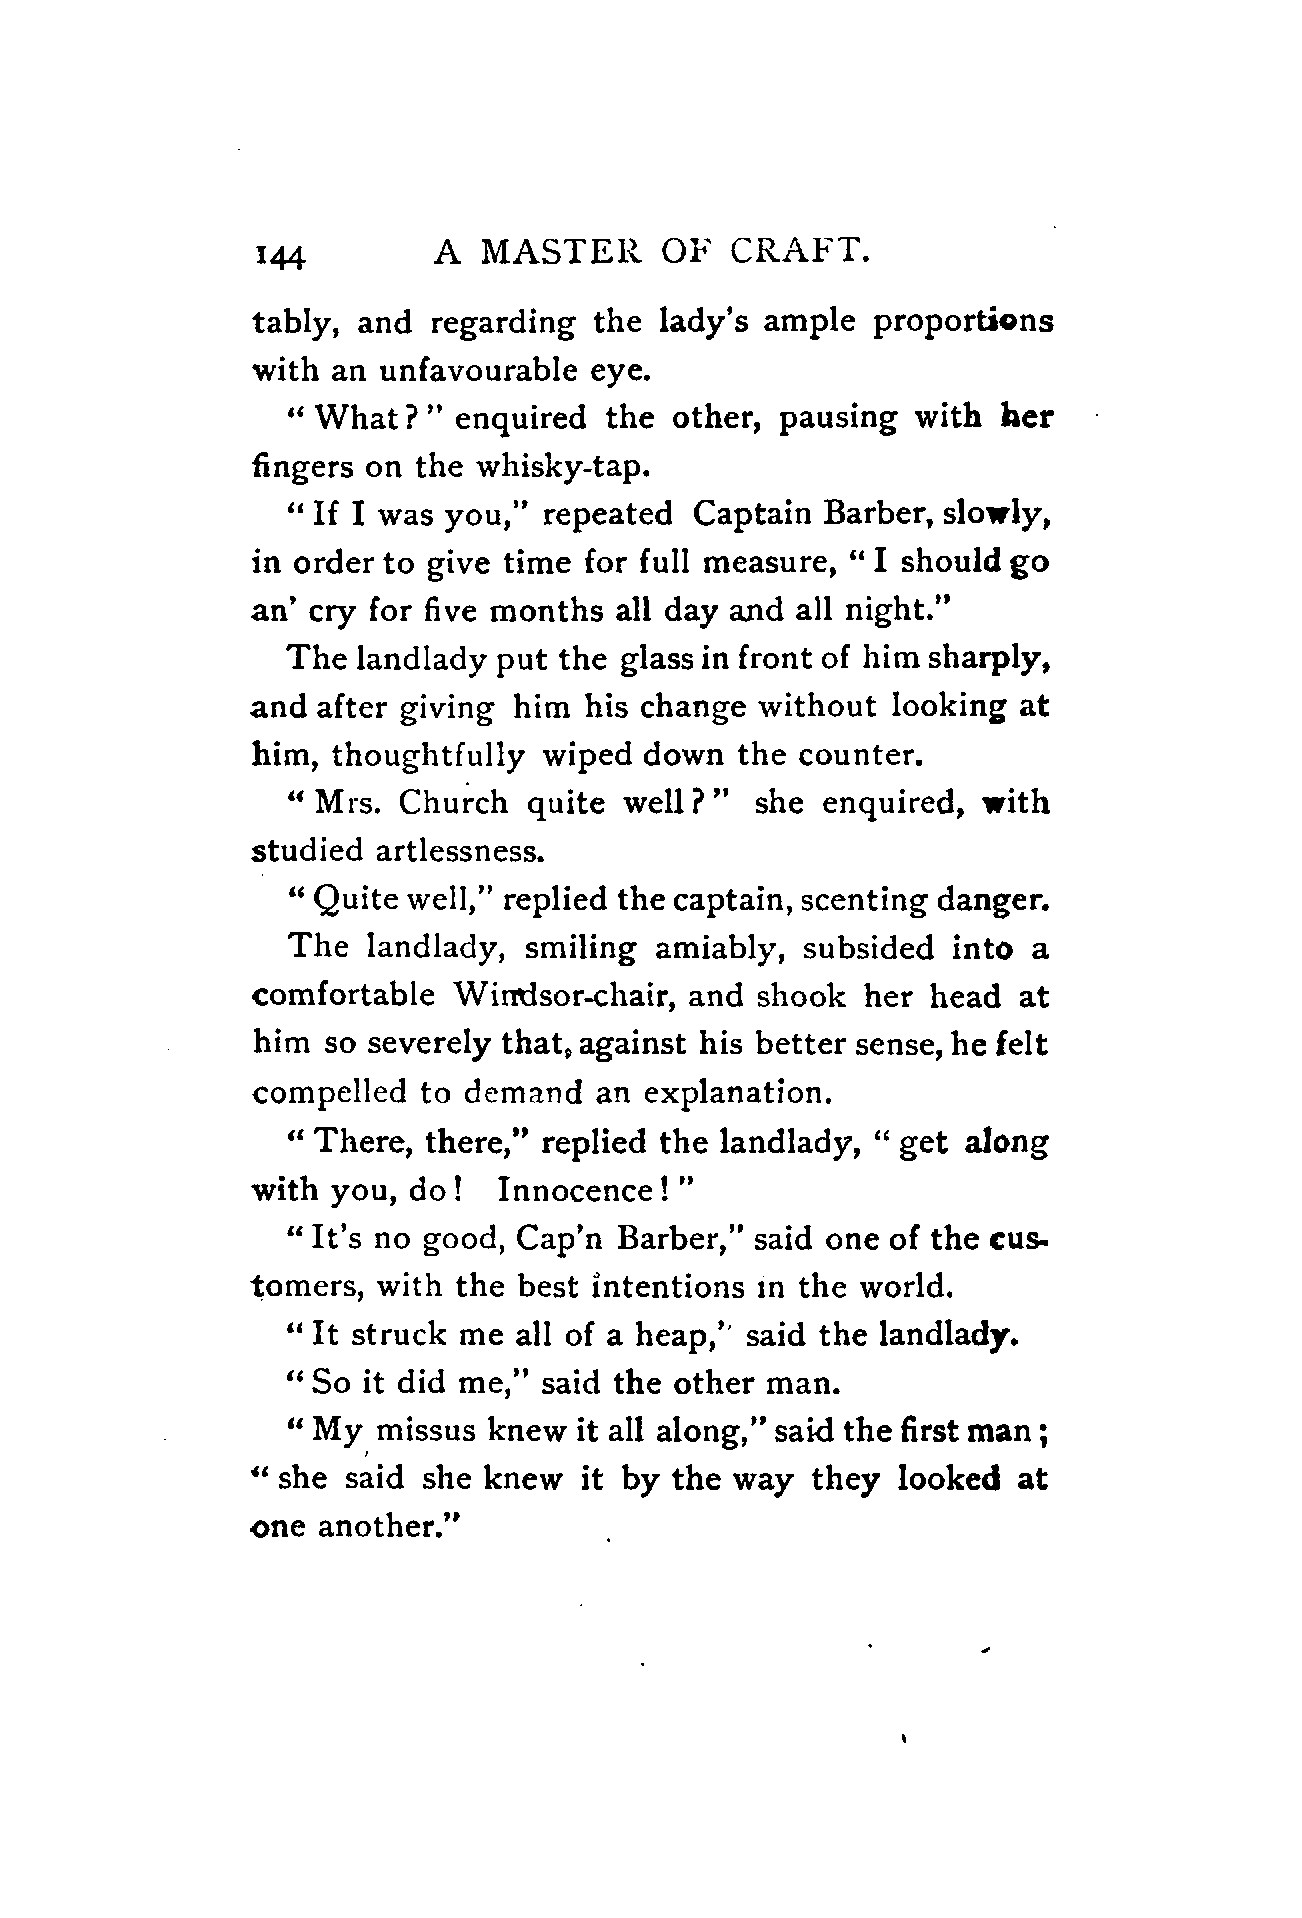 144 A MASTER OF CRAFT.
tably, and regarding the lady's ample proportions
with an unfavourable eye.
“ What ? ” enquired the other, pausing with her
fingers on the whisky-tap.
“ If I was you,” repeated Captain Barber, slowly,
in order to give time for full measure, “ I should go
an’ cry for five months all day and all night.”
The landlady put the glass in front of him sharply,
and after giving him his change without looking at
him, thoughtfully wiped down the counter.
“ Mrs. Church quite well ? ” she enquired, with
studied artlessness.
“ Quite well,” replied the captain, scenting danger.
The landlady, smiling amiably, subsided into a
comfortable Windsor-chair, and shook her head at
him so severely that, against his better sense, he felt
compelled to demand an explanation.
“ There, there,” replied the landlady, “ get along
with you, do ! Innocence ! ”
“ It’s no good, Cap’n Barber,” said one of the cus-
tomers, with the best intentions in the world.
“ It struck me all of a heap,” said the landlady.
“ So it did me,” said the other man.
“ My missus knew it all along,” said the first man ;
“ she said she knew it by the way they looked at
one another.”